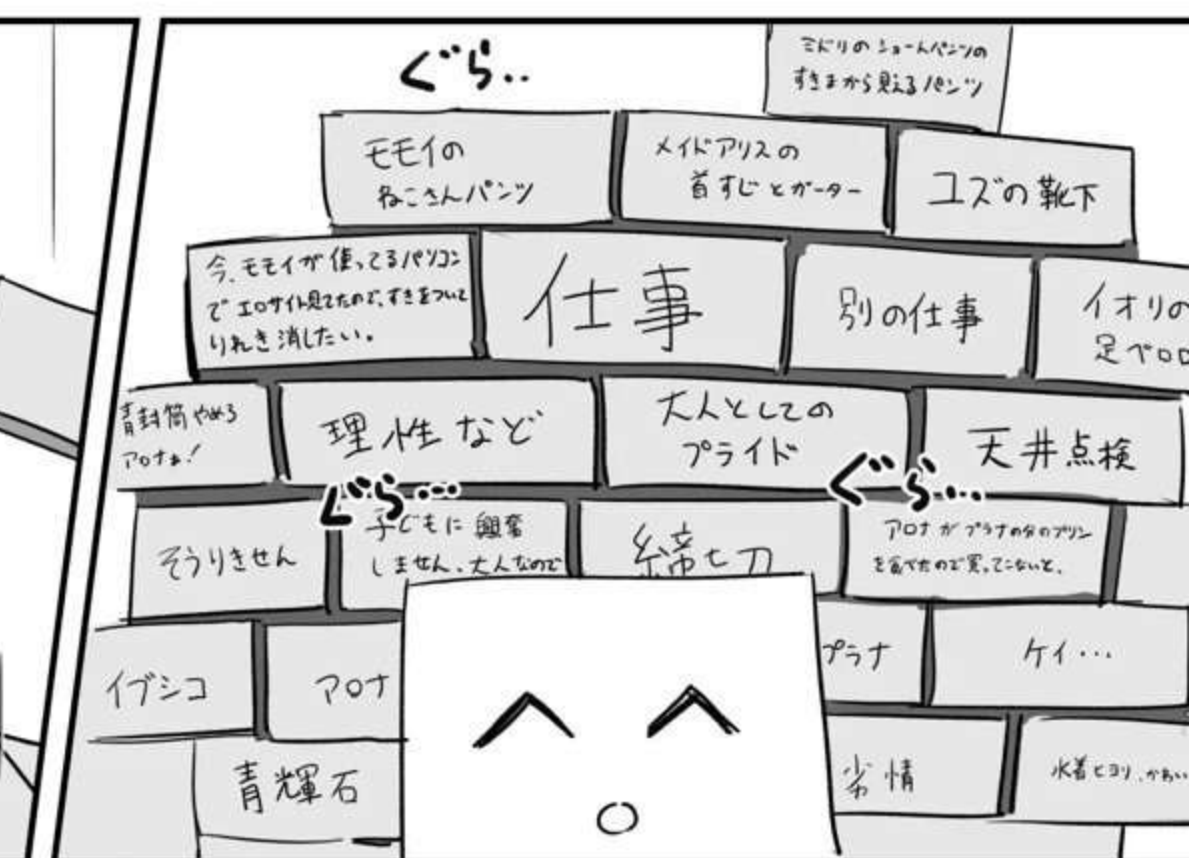 ぐら‥
ミドリのショートパンツの
すきまから見えるパンツ
モモイの
ねこさんパンツ
メイドアリスの
首すじとガーター
ユズの靴下
今、モモイが使ってるパソコン
でエロサイト見てたので、すきをついて
りれき消したい。
仕事
別の仕事
イオリの
足ペロ
青封筒やめろ
アロナぁ!
理性など
大人としての
プライド
天井点検
ぐら…
ぐら…
そうりきせん
子どもに興奮
しません、大人なので
締切
アロナがプラナの分のプリン
を食べたので買ってこないと、
イブシコ
アロナ
プラナ
ケイ…
青輝石
劣情
水着ヒヨリ、かわい